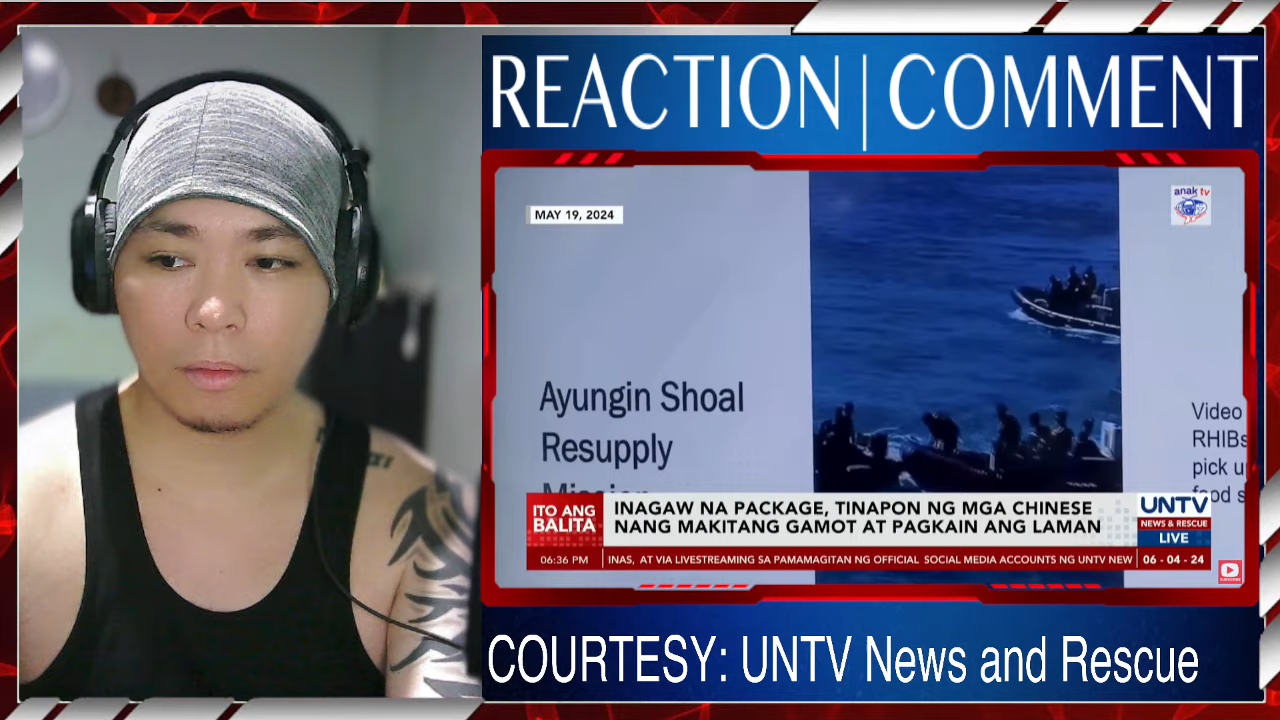 REACTION | COMMENT
anak tv
MAY 19, 2024
Ayungin Shoal
Resupply
Mission
Video
RHIBs
pick u
food s
ITO ANG
BALITA
INAGAW NA PACKAGE, TINAPON NG MGA CHINESE
NANG MAKITANG GAMOT AT PAGKAIN ANG LAMAN
UNTV
NEWS & RESCUE
LIVE
06:36 PM
INAS, AT VIA LIVESTREAMING SA PAMAMAGITAN NG OFFICIAL SOCIAL MEDIA ACCOUNTS NG UNTV NEW
06 - 04 - 24
SUBSCRIBE
COURTESY: UNTV News and Rescue